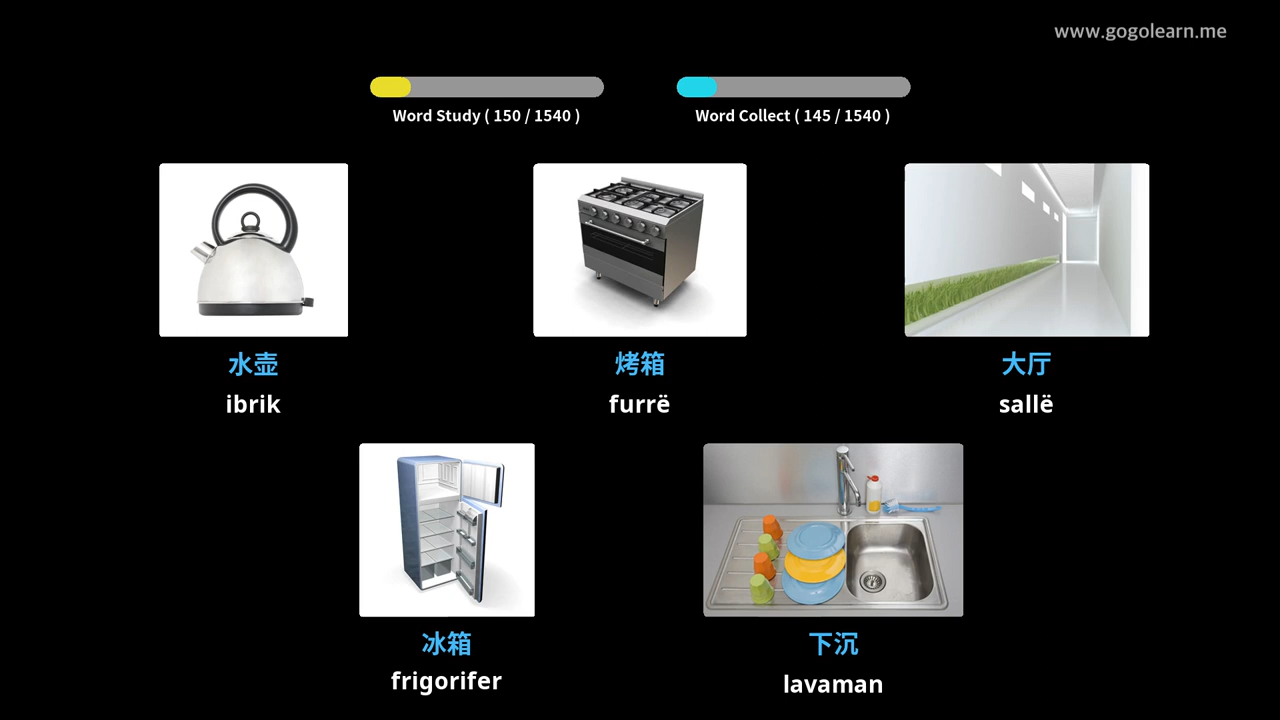 www.gogolearn.me
Word Study ( 150 / 1540 )
Word Collect ( 145 / 1540 )
水壶
ibrik
烤箱
furrë
大厅
sallë
冰箱
frigorifer
下沉
lavaman